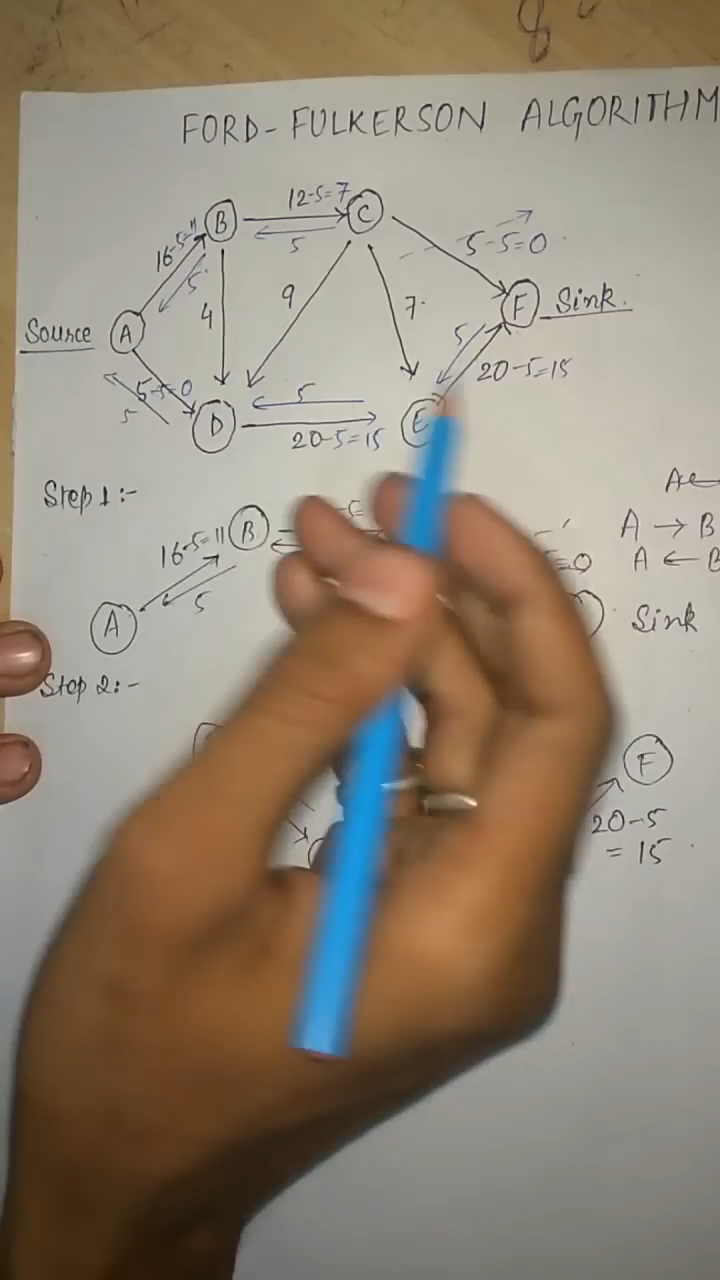 FORD-FULKERSON ALGORITHM
12-5=7
B
C
5
16-5=11
5
5-5=0
4
9
7
F Sink.
Source A
5
20-5=15
5-5=0
5
5
D
E
20-5=15
Step 1:-
16-5=11
B
A → B
=0
A ←
5
A
Sink
Step 2:-
F
20-5
= 15